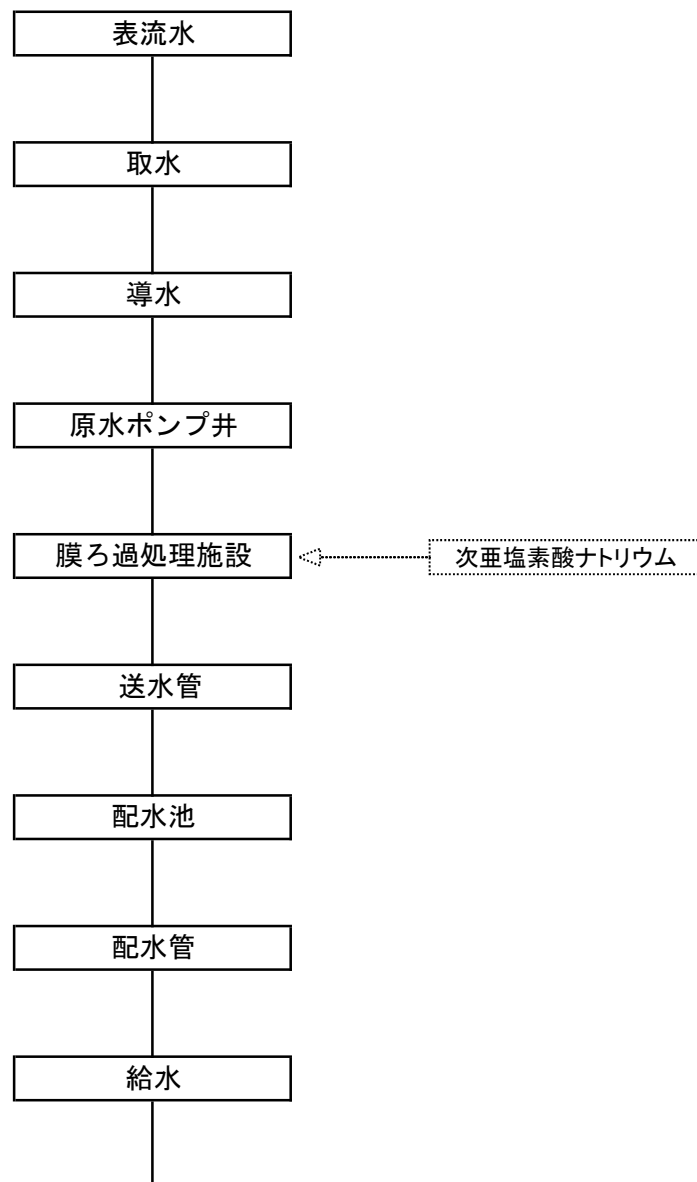 表流水
取水
導水
原水ポンプ井
膜ろ過処理施設
次亜塩素酸ナトリウム
送水管
配水池
配水管
給水